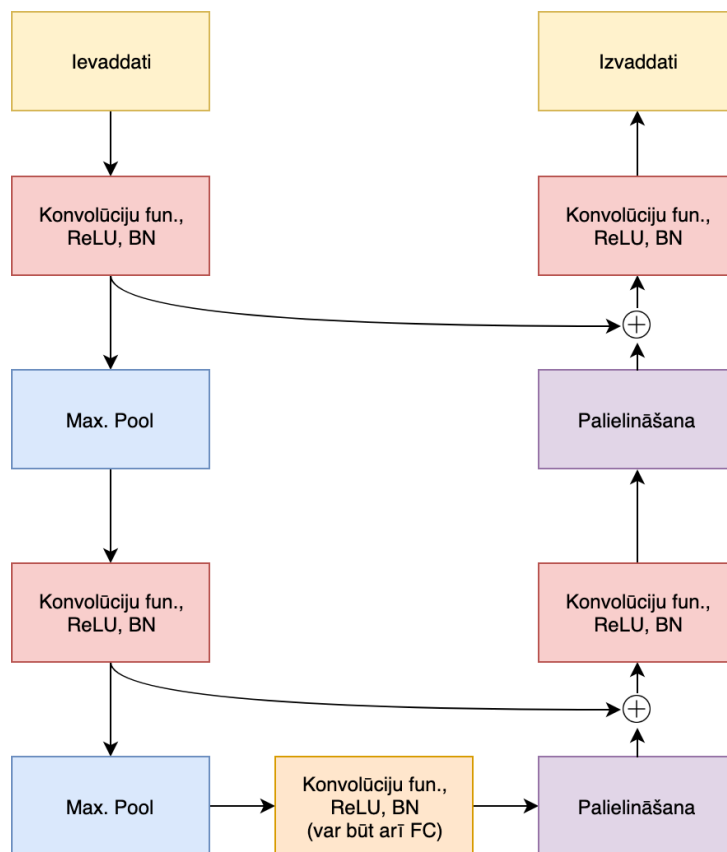 Ievaddati
Izvaddati
Konvolūciju fun.,
ReLU, BN
Konvolūciju fun.,
ReLU, BN
Max. Pool
Palielināšana
Konvolūciju fun.,
ReLU, BN
Konvolūciju fun.,
ReLU, BN
Max. Pool
Konvolūciju fun.,
ReLU, BN
(var būt arī FC)
Palielināšana